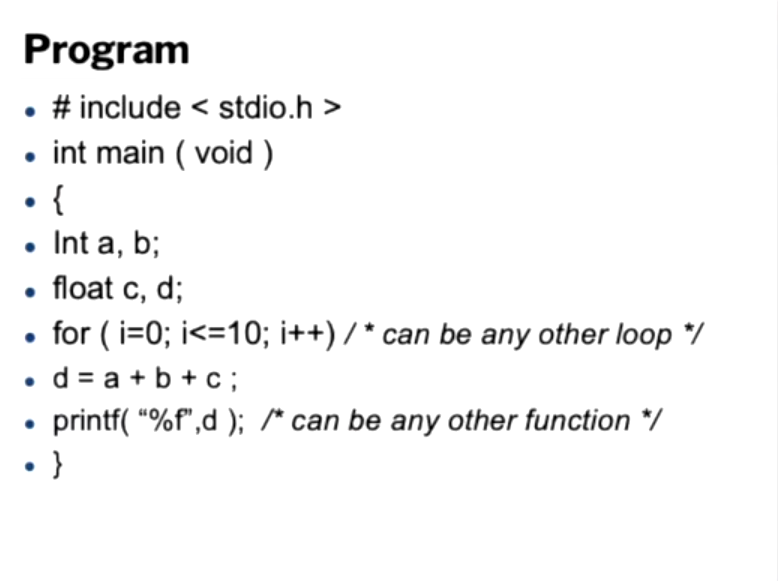 Program
• # include < stdio.h >
• int main ( void )
• {
• Int a, b;
• float c, d;
• for ( i=0; i<=10; i++) / * can be any other loop */
• d = a + b + c ;
• printf( “%f”,d );  /* can be any other function */
• }